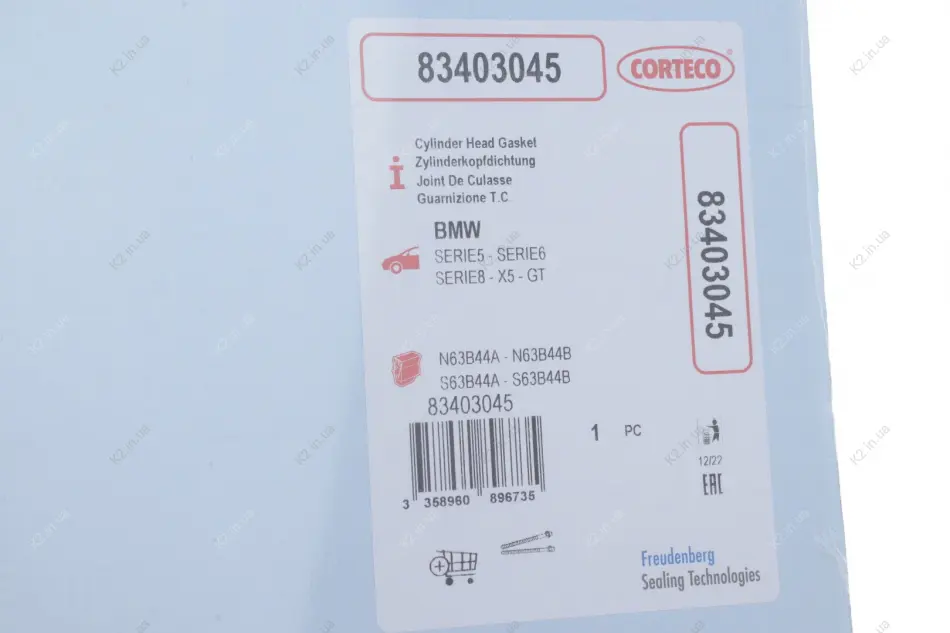 83403045
CORTECO®
Cylinder Head Gasket
Zylinderkopfdichtung
Joint De Culasse
Guarnizione T.C.
i
BMW
SERIE5 - SERIE6
SERIE8 - X5 - GT
83403045
N63B44A - N63B44B
S63B44A - S63B44B
83403045
1 PC
12/22
EAC
3 358960 896735
Freudenberg
Sealing Technologies
K2.in.ua